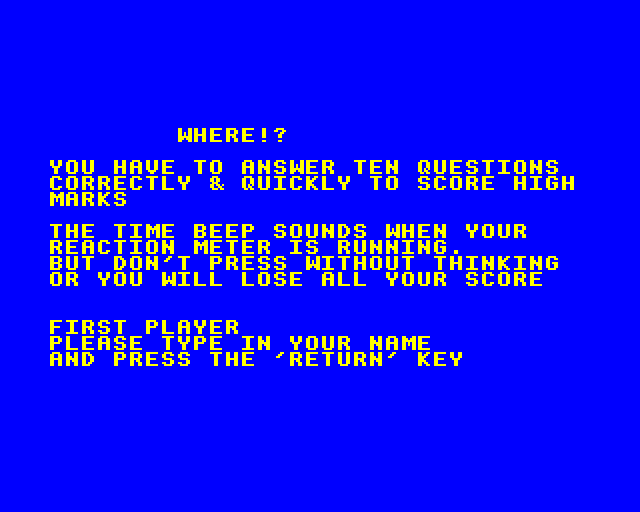 WHERE!?
YOU HAVE TO ANSWER TEN QUESTIONS
CORRECTLY & QUICKLY TO SCORE HIGH
MARKS
THE TIME BEEP SOUNDS WHEN YOUR
REACTION METER IS RUNNING.
BUT DON'T PRESS WITHOUT THINKING
OR YOU WILL LOSE ALL YOUR SCORE
FIRST PLAYER
PLEASE TYPE IN YOUR NAME
AND PRESS THE 'RETURN' KEY